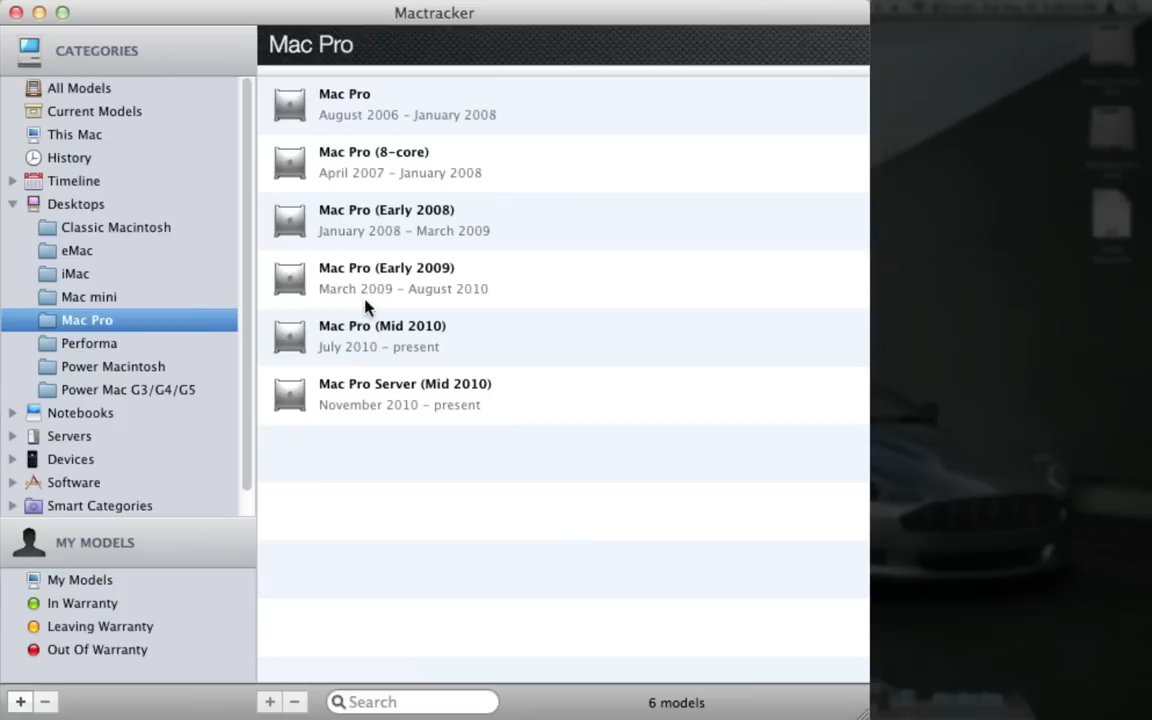 Mactracker
CATEGORIES
All Models
Current Models
This Mac
History
Timeline
Desktops
Classic Macintosh
eMac
iMac
Mac mini
Mac Pro
Performa
Power Macintosh
Power Mac G3/G4/G5
Notebooks
Servers
Devices
Software
Smart Categories
MY MODELS
My Models
In Warranty
Leaving Warranty
Out Of Warranty
Mac Pro
Mac Pro
August 2006 – January 2008
Mac Pro (8-core)
April 2007 – January 2008
Mac Pro (Early 2008)
January 2008 – March 2009
Mac Pro (Early 2009)
March 2009 – August 2010
Mac Pro (Mid 2010)
July 2010 – present
Mac Pro Server (Mid 2010)
November 2010 – present
Search
6 models